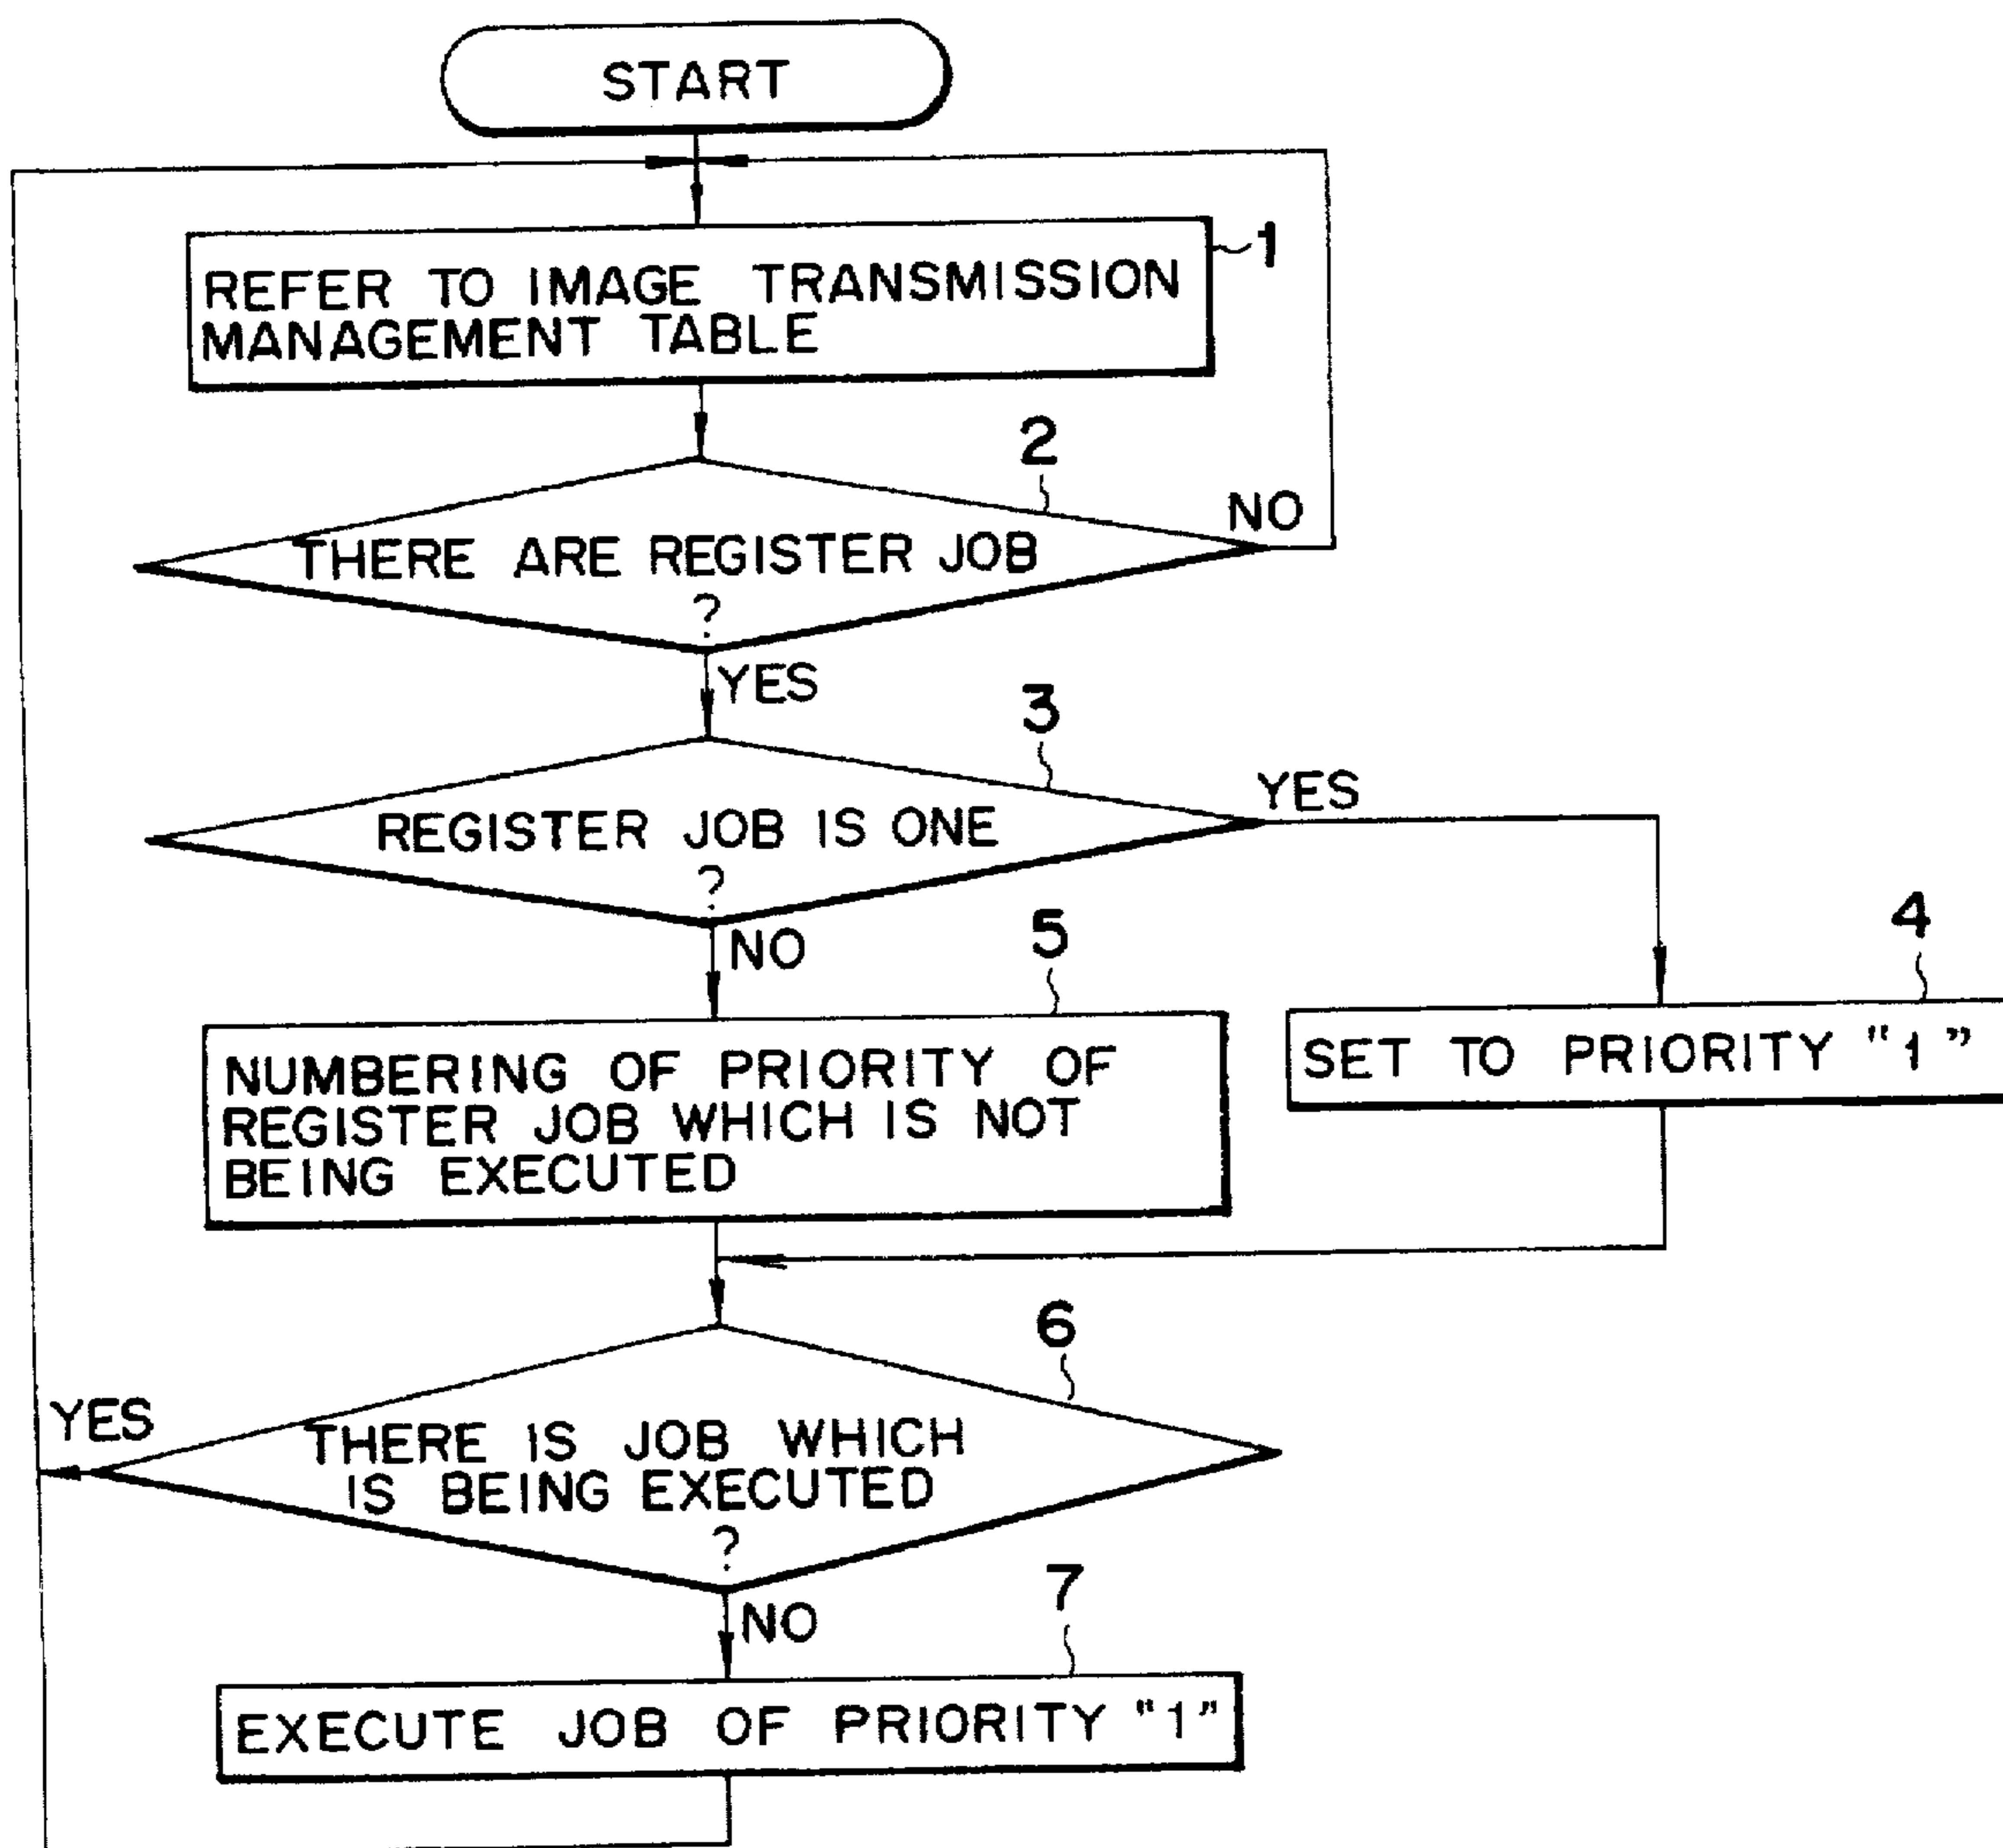 START
1
REFER TO IMAGE TRANSMISSION
MANAGEMENT TABLE
2
NO
THERE ARE REGISTER JOB
?
YES
3
YES
REGISTER JOB IS ONE
?
NO
5
4
NUMBERING OF PRIORITY OF
REGISTER JOB WHICH IS NOT
BEING EXECUTED
SET TO PRIORITY "1"
6
YES
THERE IS JOB WHICH
IS BEING EXECUTED
?
NO
7
EXECUTE JOB OF PRIORITY "1"